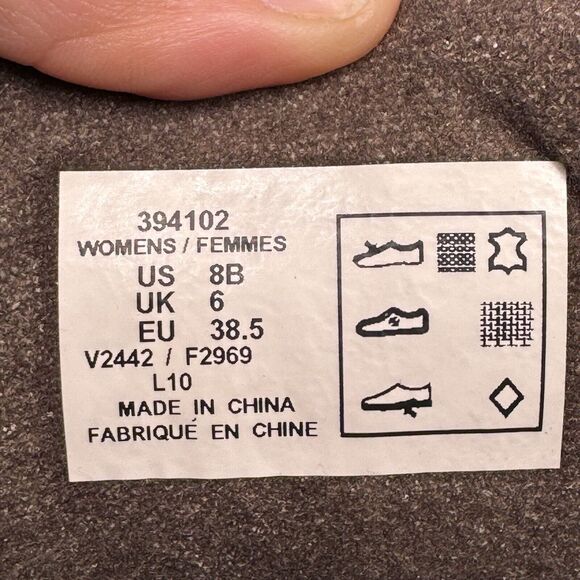 394102
WOMENS / FEMMES
US 8B
UK 6
EU 38.5
V2442 / F2969
L10
MADE IN CHINA
FABRIQUÉ EN CHINE